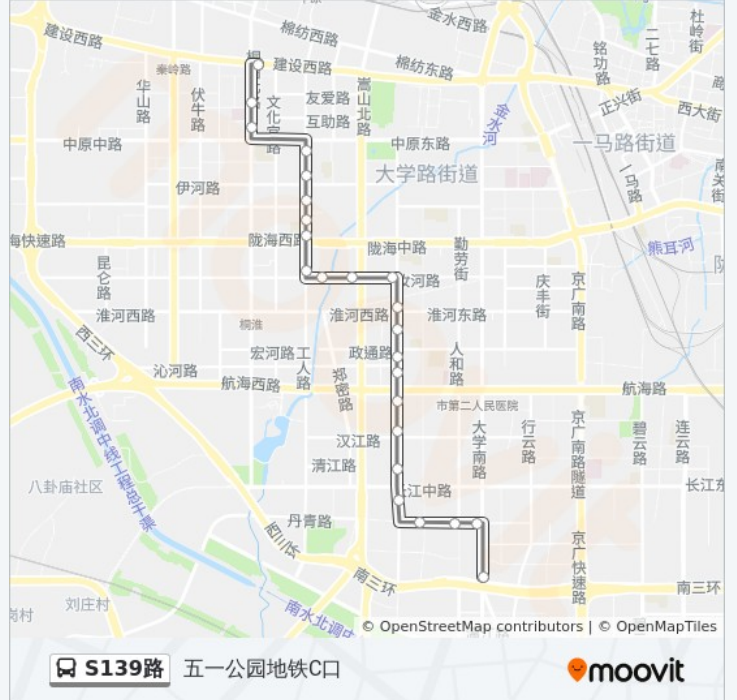 金水西路
杜岭街
棉纺西路
建设西路
二七路
铭功路
建设西路
棉纺东路
秦岭路
华山路
伏牛路
文化宫路
友爱路
嵩山北路
正兴街
西大街
互助路
金水河
中原中路
中原东路
一马路街道
大学路街道
一马路
南关街
伊河路
海快速路
陇海西路
陇海中路
勤劳街
熊耳河
昆仑路
汝河路
庆丰街
京广南路
淮河西路
桐淮
淮河西路
淮河东路
西三环
宏河路
工人路
政通路
人和路
沁河路
航海西路
郑密路
航海路
市第二人民医院
南水北调中线工程总干渠
汉江路
大学南路
行云路
京广南路隧道
碧云路
连云路
清江路
八卦庙社区
江中路
长江东
丹青路
西三环
京广快速路
南三环
南三环
岗村
刘庄村
南水北调中
© OpenStreetMap contributors | © OpenMapTiles
S139路 五一公园地铁C口
moovit